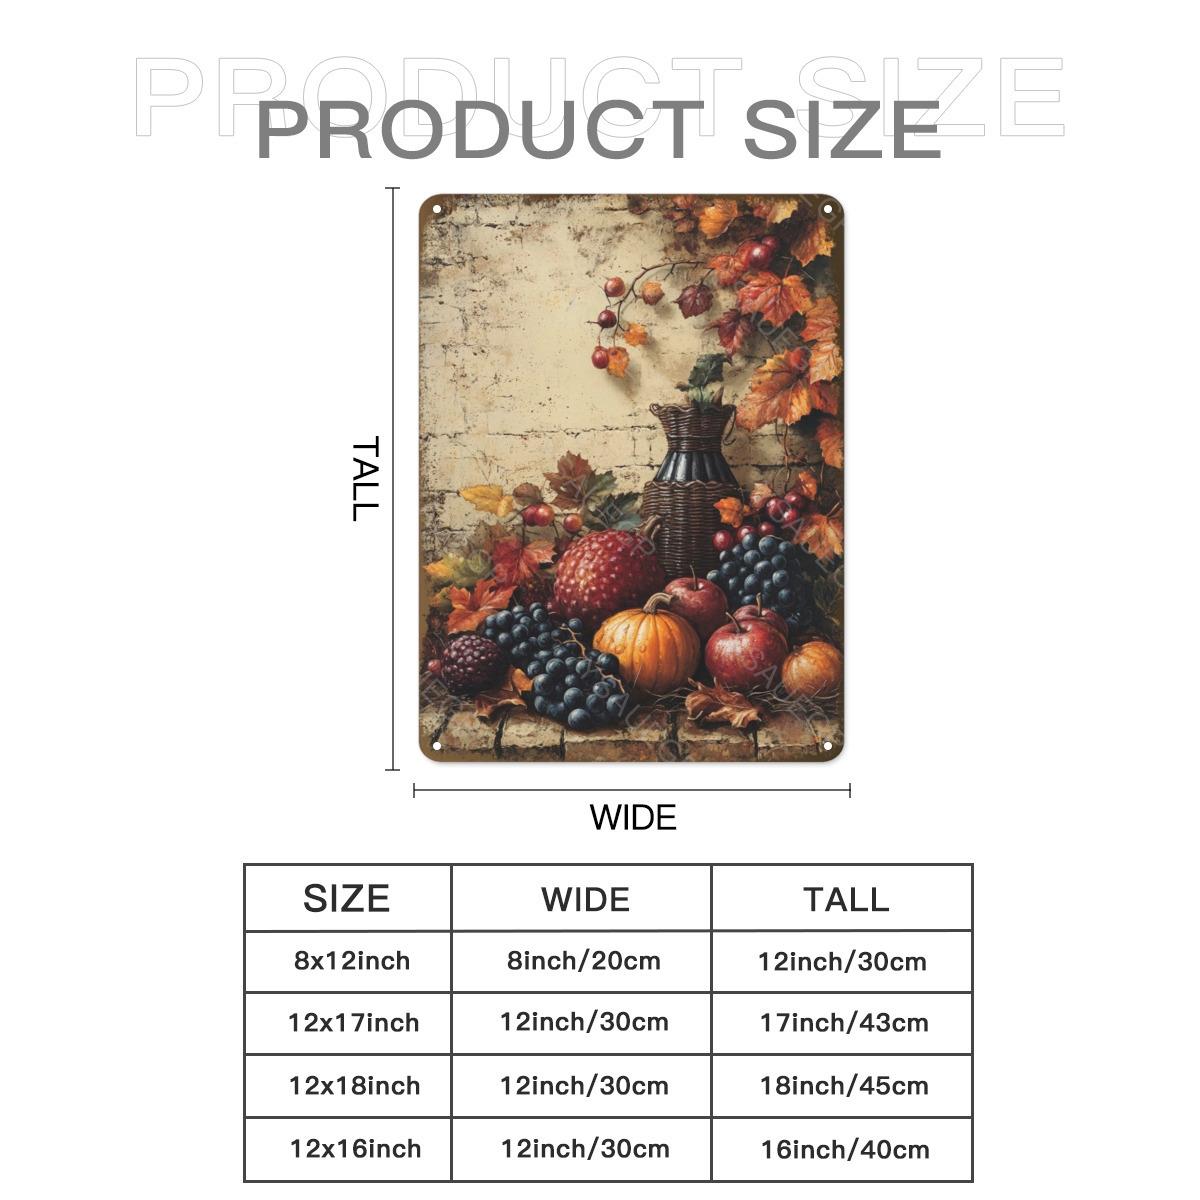 PRODUCT SIZE
PRODUCT SIZE
TALL
WIDE
SIZE WIDE TALL
8x12inch 8inch/20cm 12inch/30cm
12x17inch 12inch/30cm 17inch/43cm
12x18inch 12inch/30cm 18inch/45cm
12x16inch 12inch/30cm 16inch/40cm